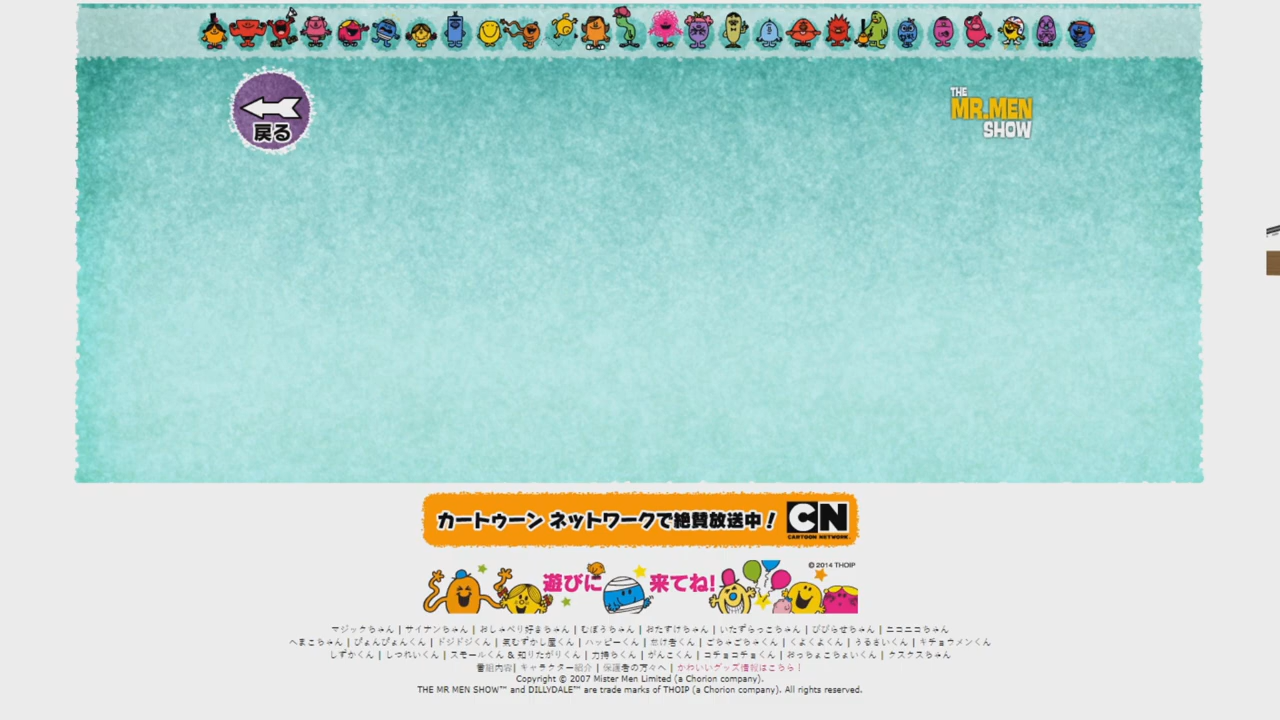 戻る
THE
MR.MEN
SHOW
カートゥーン ネットワークで絶賛放送中！
CN
CARTOON NETWORK.
© 2014 THOIP
遊びに 来てね!
マジックちゃん | サイナンちゃん | おしゃべり好きちゃん | むぼうちゃん | おたすけちゃん | いたずらっこちゃん | びびらせちゃん | ニコニコちゃん
へまこちゃん | ぴょんぴょんくん | ドジドジくん | 気むずかし屋くん | ハッピーくん | なけ者くん | ごちゃごちゃくん | くよくよくん | うるさいくん | キチョウメンくん
しずかくん | しつれいくん | スモールくん & 知りたがりくん | 力持ちくん | がんこくん | コチョコチョくん | おっちょこちょいくん | クスクスちゃん
番組内容| キャラクター紹介 | 保護者の方々へ | かわいいグッズ情報はこちら！
Copyright © 2007 Mister Men Limited (a Chorion company).
THE MR MEN SHOW™ and DILLYDALE™ are trade marks of THOIP (a Chorion company). All rights reserved.